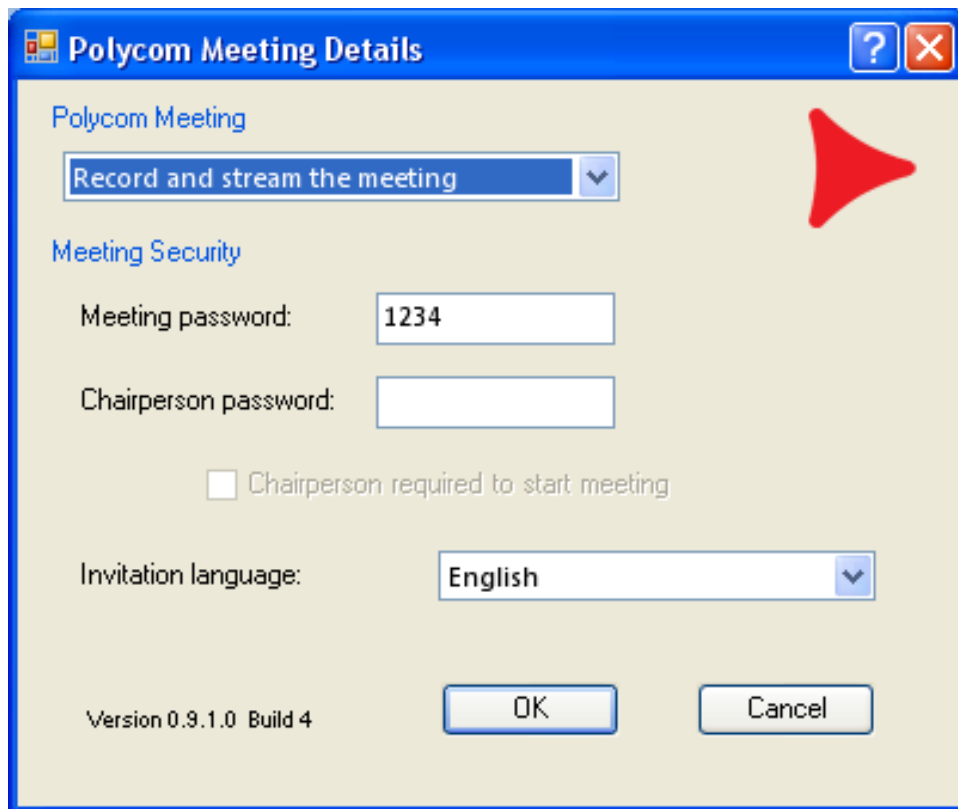 Polycom Meeting Details
Polycom Meeting
Record and stream the meeting
Meeting Security
Meeting password: 1234
Chairperson password:
Chairperson required to start meeting
Invitation language: English
Version 0.9.1.0 Build 4 OK Cancel